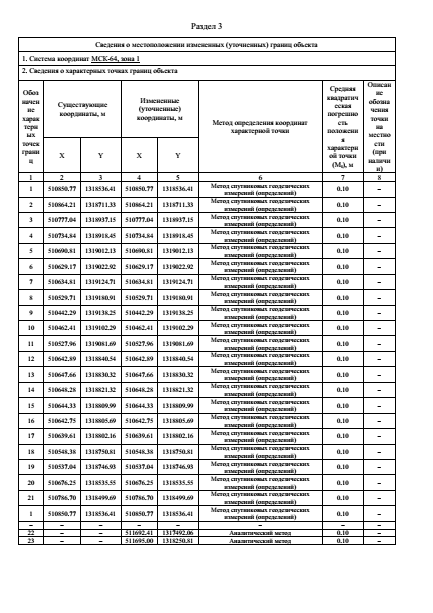 Раздел 3
Сведения о местоположении измененных (уточненных) границ объекта
1. Система координат МСК-64, зона 1
2. Сведения о характерных точках границ объекта
Обозначение характерных точек границ
Существующие координаты, м
Измененные (уточненные) координаты, м
Метод определения координат характерной точки
Средняя квадратическая погрешность положения характерной точки (Mt), м
Описание обозначения точки на местности (при наличии)
X Y X Y
1 2 3 4 5 6 7 8
1 510850.77 1318536.41 510850.77 1318536.41 Метод спутниковых геодезических измерений (определений) 0.10 –
2 510864.21 1318711.33 510864.21 1318711.33 Метод спутниковых геодезических измерений (определений) 0.10 –
3 510777.04 1318937.15 510777.04 1318937.15 Метод спутниковых геодезических измерений (определений) 0.10 –
4 510734.84 1318918.45 510734.84 1318918.45 Метод спутниковых геодезических измерений (определений) 0.10 –
5 510690.81 1319012.13 510690.81 1319012.13 Метод спутниковых геодезических измерений (определений) 0.10 –
6 510629.17 1319022.92 510629.17 1319022.92 Метод спутниковых геодезических измерений (определений) 0.10 –
7 510634.81 1319124.71 510634.81 1319124.71 Метод спутниковых геодезических измерений (определений) 0.10 –
8 510529.71 1319180.91 510529.71 1319180.91 Метод спутниковых геодезических измерений (определений) 0.10 –
9 510442.29 1319138.25 510442.29 1319138.25 Метод спутниковых геодезических измерений (определений) 0.10 –
10 510462.41 1319102.29 510462.41 1319102.29 Метод спутниковых геодезических измерений (определений) 0.10 –
11 510527.96 1319081.69 510527.96 1319081.69 Метод спутниковых геодезических измерений (определений) 0.10 –
12 510642.89 1318840.54 510642.89 1318840.54 Метод спутниковых геодезических измерений (определений) 0.10 –
13 510647.66 1318830.32 510647.66 1318830.32 Метод спутниковых геодезических измерений (определений) 0.10 –
14 510648.28 1318821.32 510648.28 1318821.32 Метод спутниковых геодезических измерений (определений) 0.10 –
15 510644.33 1318809.99 510644.33 1318809.99 Метод спутниковых геодезических измерений (определений) 0.10 –
16 510642.75 1318805.69 510642.75 1318805.69 Метод спутниковых геодезических измерений (определений) 0.10 –
17 510639.61 1318802.16 510639.61 1318802.16 Метод спутниковых геодезических измерений (определений) 0.10 –
18 510548.38 1318750.81 510548.38 1318750.81 Метод спутниковых геодезических измерений (определений) 0.10 –
19 510537.04 1318746.93 510537.04 1318746.93 Метод спутниковых геодезических измерений (определений) 0.10 –
20 510676.25 1318535.55 510676.25 1318535.55 Метод спутниковых геодезических измерений (определений) 0.10 –
21 510786.70 1318499.69 510786.70 1318499.69 Метод спутниковых геодезических измерений (определений) 0.10 –
1 510850.77 1318536.41 510850.77 1318536.41 Метод спутниковых геодезических измерений (определений) 0.10 –
– – – – – – – –
22 – – 511692.41 1317492.06 Аналитический метод 0.10 –
23 – – 511695.00 1318250.81 Аналитический метод 0.10 –